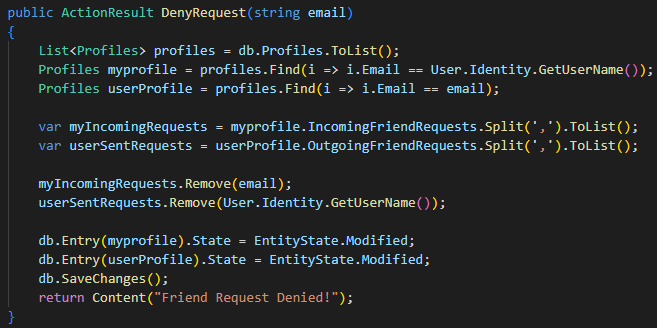 public ActionResult DenyRequest(string email)
{
List<Profiles> profiles = db.Profiles.ToList();
Profiles myprofile = profiles.Find(i => i.Email == User.Identity.GetUserName());
Profiles userProfile = profiles.Find(i => i.Email == email);
var myIncomingRequests = myprofile.IncomingFriendRequests.Split(',').ToList();
var userSentRequests = userProfile.OutgoingFriendRequests.Split(',').ToList();
myIncomingRequests.Remove(email);
userSentRequests.Remove(User.Identity.GetUserName());
db.Entry(myprofile).State = EntityState.Modified;
db.Entry(userProfile).State = EntityState.Modified;
db.SaveChanges();
return Content("Friend Request Denied!");
}